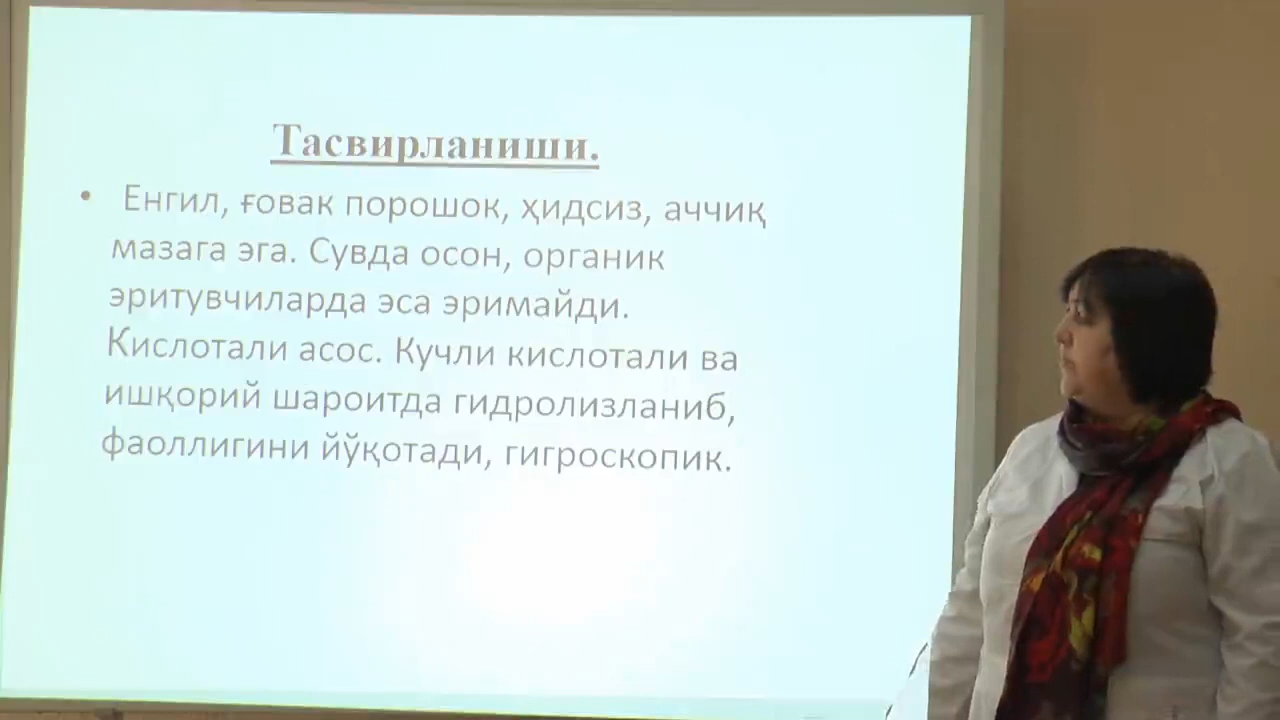 Тасвирланиши.
• Енгил, ғовак порошок, ҳидсиз, аччиқ
мазага эга. Сувда осон, органик
эритувчиларда эса эримайди.
Кислотали асос. Кучли кислотали ва
ишқорий шароитда гидролизланиб,
фаоллигини йўқотади, гигроскопик.